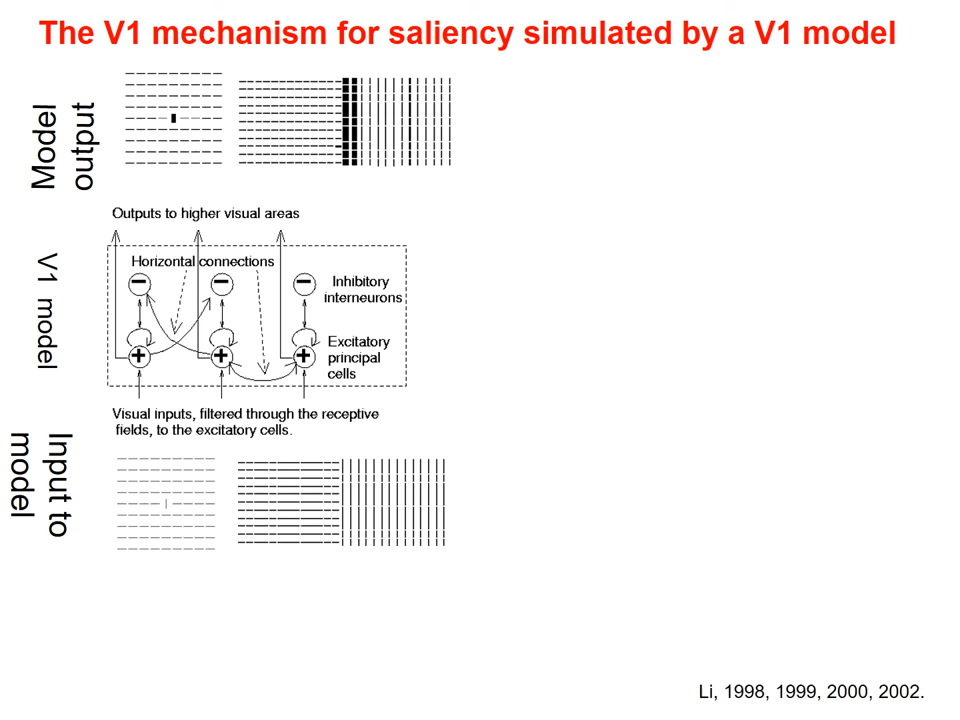 The V1 mechanism for saliency simulated by a V1 model
Model
output
Outputs to higher visual areas
V1 model
Horizontal connections
Inhibitory
interneurons
Excitatory
principal
cells
Visual inputs, filtered through the receptive
fields, to the excitatory cells.
Input to
model
Li, 1998, 1999, 2000, 2002.